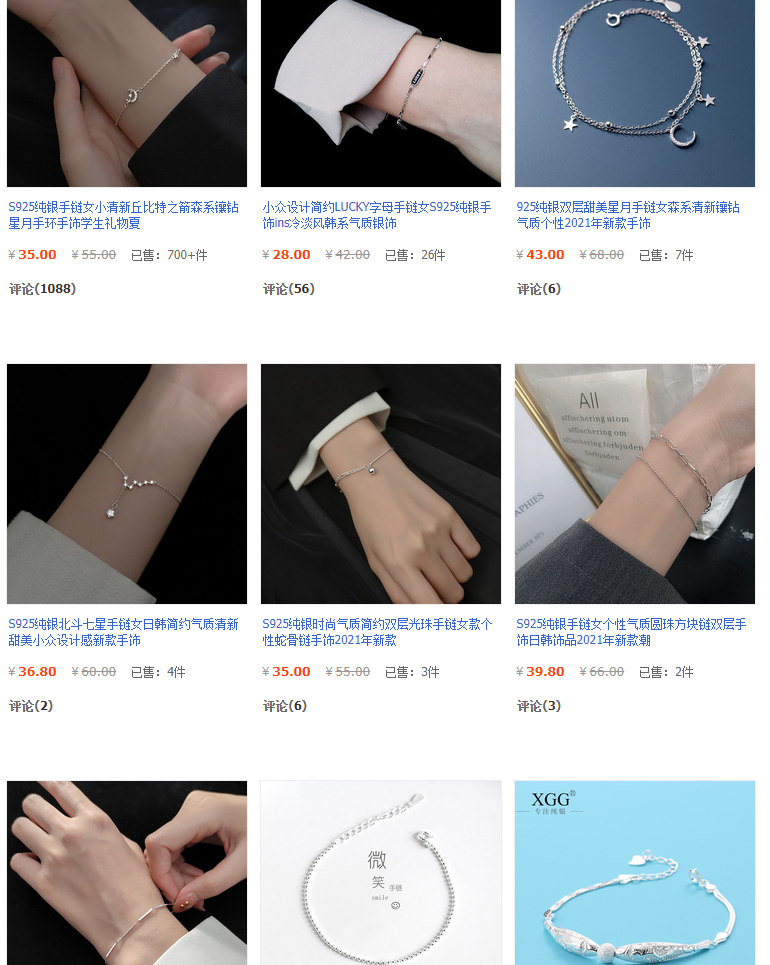 S925纯银手链女小清新丘比特之箭森系镶钻
星月手环手饰学生礼物夏
¥ 35.00 ¥ 55.00 已售：700+件
评论(1088)
小众设计简约LUCKY字母手链女S925纯银手
饰ins冷淡风韩系气质银饰
¥ 28.00 ¥ 42.00 已售：26件
评论(56)
925纯银双层甜美星月手链女森系清新镶钻
气质个性2021年新款手饰
¥ 43.00 ¥ 68.00 已售：7件
评论(6)
All
affischering utom
affischering om
affischering forbjuden
forbjuden
S925纯银北斗七星手链女日韩简约气质清新
甜美小众设计感新款手饰
¥ 36.80 ¥ 60.00 已售：4件
评论(2)
S925纯银时尚气质简约双层光珠手链女款个
性蛇骨链手饰2021年新款
¥ 35.00 ¥ 55.00 已售：3件
评论(6)
S925纯银手链女个性气质圆珠方块链双层手
饰日韩饰品2021年新款潮
¥ 39.80 ¥ 66.00 已售：2件
评论(3)
微
笑
手链
smile
XGG®
专注纯银